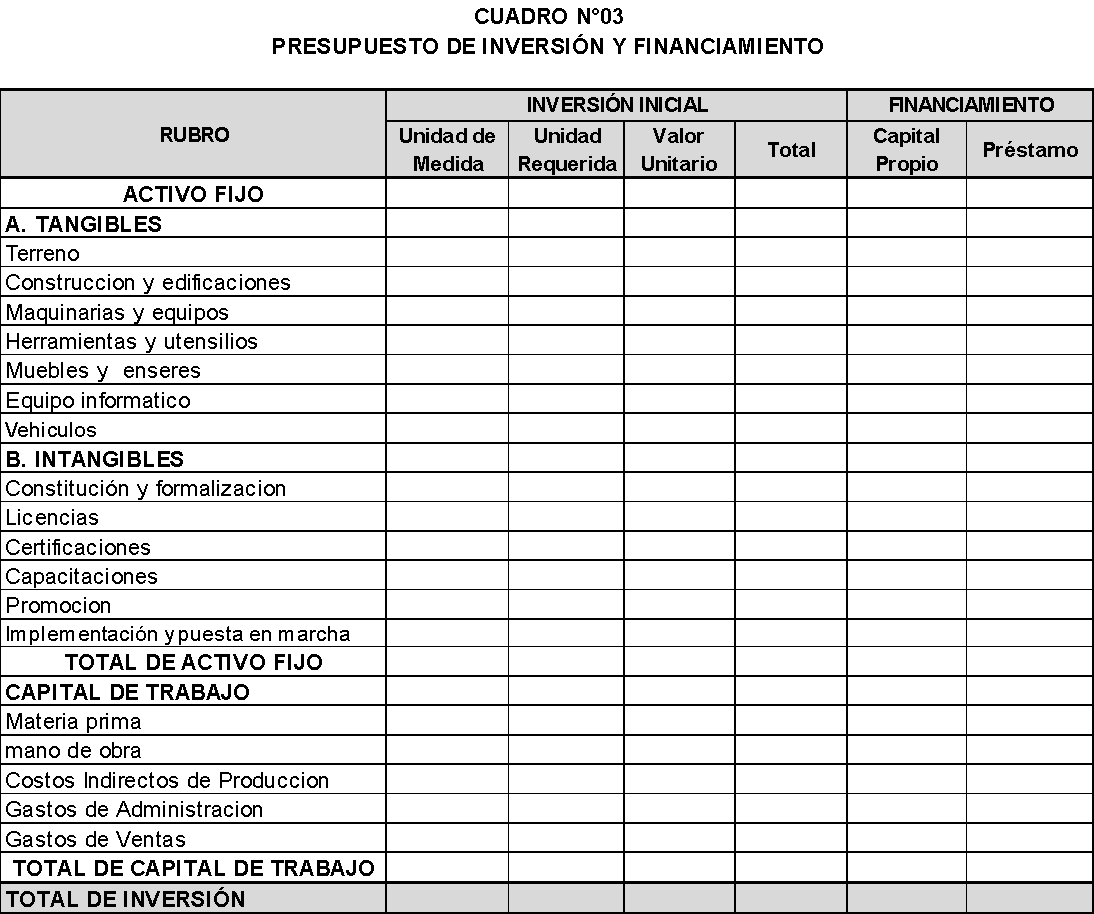 CUADRO N°03
PRESUPUESTO DE INVERSIÓN Y FINANCIAMIENTO
RUBRO
INVERSIÓN INICIAL
FINANCIAMIENTO
Unidad de Medida
Unidad Requerida
Valor Unitario
Total
Capital Propio
Préstamo
ACTIVO FIJO
A. TANGIBLES
Terreno
Construccion y edificaciones
Maquinarias y equipos
Herramientas y utensilios
Muebles y enseres
Equipo informatico
Vehiculos
B. INTANGIBLES
Constitución y formalizacion
Licencias
Certificaciones
Capacitaciones
Promocion
Implementación y puesta en marcha
TOTAL DE ACTIVO FIJO
CAPITAL DE TRABAJO
Materia prima
mano de obra
Costos Indirectos de Produccion
Gastos de Administracion
Gastos de Ventas
TOTAL DE CAPITAL DE TRABAJO
TOTAL DE INVERSIÓN